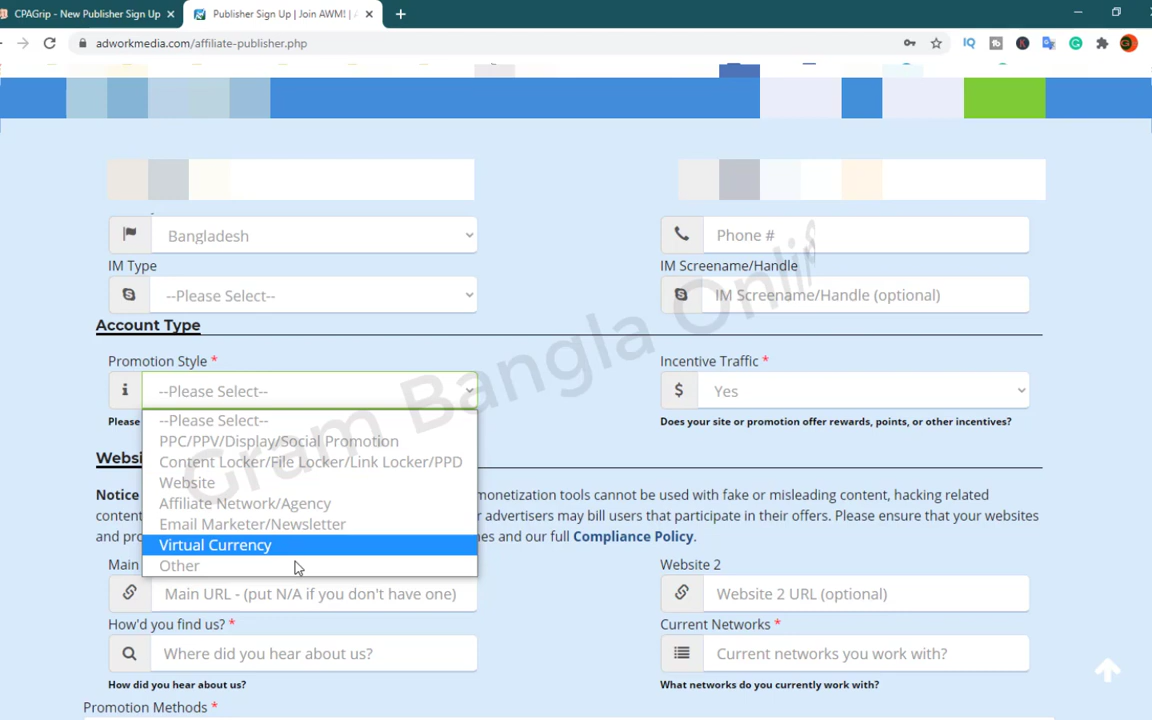 CPAGrip - New Publisher Sign Up
Publisher Sign Up | Join AWM! |
adworkmedia.com/affiliate-publisher.php
Bangladesh
Phone #
IM Type
IM Screename/Handle
--Please Select--
IM Screename/Handle (optional)
Account Type
Promotion Style *
Incentive Traffic *
--Please Select--
Yes
Please
Does your site or promotion offer rewards, points, or other incentives?
--Please Select--
PPC/PPV/Display/Social Promotion
Content Locker/File Locker/Link Locker/PPD
Website
Affiliate Network/Agency
Email Marketer/Newsletter
Virtual Currency
Other
Notice
monetization tools cannot be used with fake or misleading content, hacking related
content
advertisers may bill users that participate in their offers. Please ensure that your websites
and
and our full Compliance Policy.
Main
Website 2
Main URL - (put N/A if you don't have one)
Website 2 URL (optional)
How'd you find us? *
Current Networks *
Where did you hear about us?
Current networks you work with?
How did you hear about us?
What networks do you currently work with?
Promotion Methods *
Gram Bangla Onli